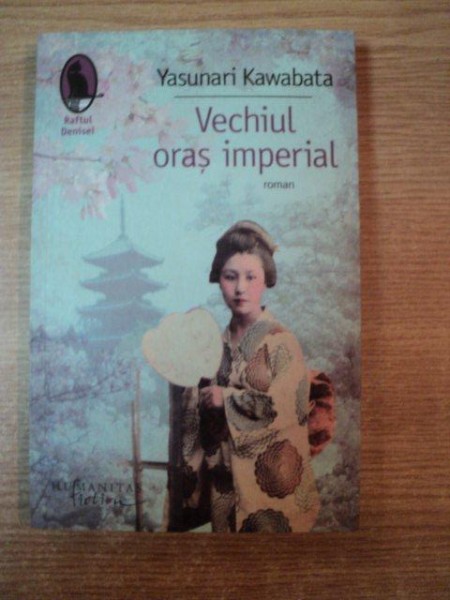 Raftul
Denisei
Yasunari Kawabata
Vechiul
oraș imperial
roman
HUMANITAS
fiction